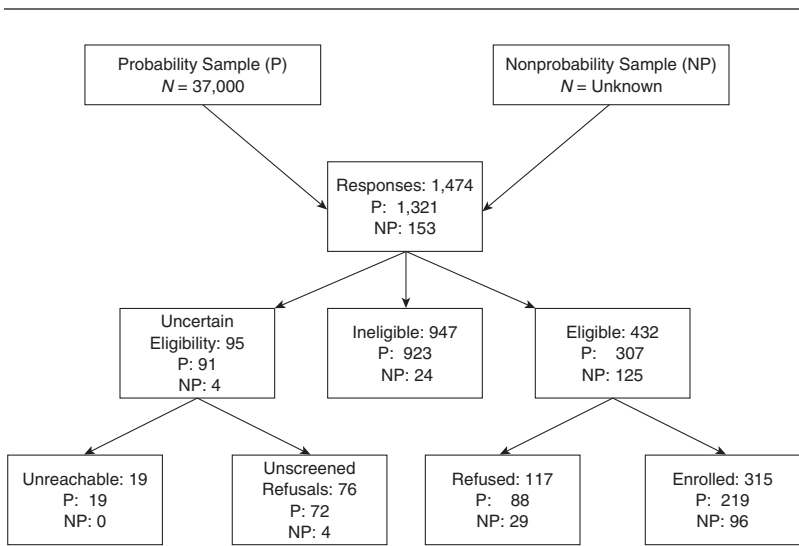 Probability Sample (P)
N = 37,000
Nonprobability Sample (NP)
N = Unknown
Responses: 1,474
P: 1,321
NP: 153
Uncertain
Eligibility: 95
P: 91
NP: 4
Ineligible: 947
P: 923
NP: 24
Eligible: 432
P: 307
NP: 125
Unreachable: 19
P: 19
NP: 0
Unscreened
Refusals: 76
P: 72
NP: 4
Refused: 117
P: 88
NP: 29
Enrolled: 315
P: 219
NP: 96